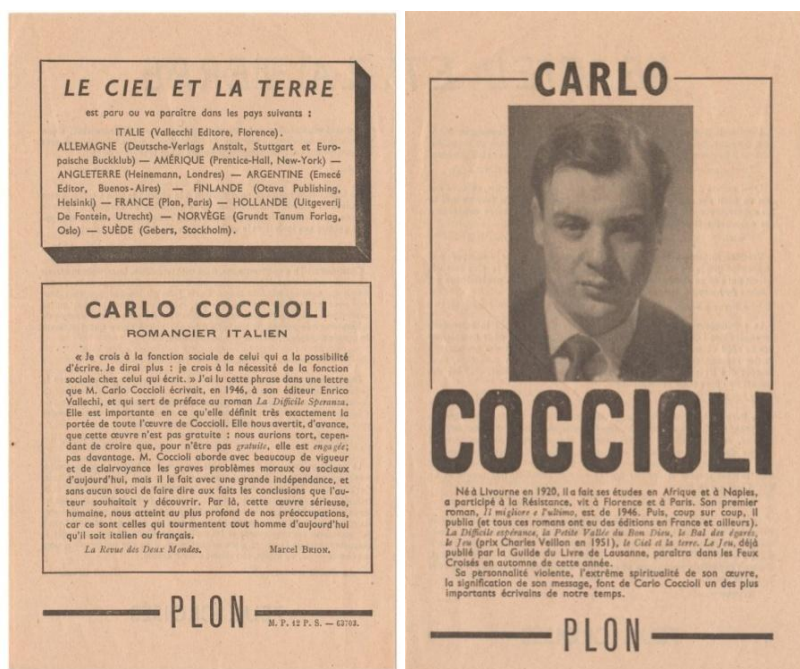 LE CIEL ET LA TERRE
est paru ou va paraître dans les pays suivants :
ITALIE (Vallecchi Editore, Florence).
ALLEMAGNE (Deutsche-Verlags Anstalt, Stuttgart et Euro-
paische Buckklub) — AMÉRIQUE (Prentice-Hall, New-York) —
ANGLETERRE (Heinemann, Londres) — ARGENTINE (Emecé
Editor, Buenos-Aires) — FINLANDE (Otava Publishing,
Helsinki) — FRANCE (Plon, Paris) — HOLLANDE (Uitgeverij
De Fontein, Utrecht) — NORVÈGE (Grundt Tanum Forlag,
Oslo) — SUÈDE (Gebers, Stockholm).
CARLO COCCIOLI
ROMANCIER ITALIEN
« Je crois à la fonction sociale de celui qui a la possibilité
d'écrire. Je dirai plus : je crois à la nécessité de la fonction
sociale chez celui qui écrit. » J'ai lu cette phrase dans une lettre
que M. Carlo Coccioli écrivait, en 1946, à son éditeur Enrico
Vallechi, et qui sert de préface au roman La Difficile Speranza.
Elle est importante en ce qu'elle définit très exactement la
portée de toute l'œuvre de Coccioli. Elle nous avertit, d'avance,
que cette œuvre n'est pas gratuite : nous aurions tort, cepen-
dant de croire que, pour n'être pas gratuite, elle est engagée;
pas davantage. M. Coccioli aborde avec beaucoup de vigueur
et de clairvoyance les graves problèmes moraux ou sociaux
d'aujourd'hui, mais il le fait avec une grande indépendance, et
sans aucun souci de faire dire aux faits les conclusions que l'au-
teur souhaitait y découvrir. Par là, cette œuvre sérieuse,
humaine, nous atteint au plus profond de nos préoccupations,
car ce sont celles qui tourmentent tout homme d'aujourd'hui
qu'il soit italien ou français.
La Revue des Deux Mondes. Marcel BRION.
PLON
M. P. 12 P. S. — 63703.
CARLO
COCCIOLI
Né à Livourne en 1920, il a fait ses études en Afrique et à Naples,
a participé à la Résistance, vit à Florence et à Paris. Son premier
roman, Il migliore e l'ultimo, est de 1946. Puis, coup sur coup, il
publia (et tous ces romans ont eu des éditions en France et ailleurs).
La Difficile espérance, la Petite Vallée du Bon Dieu, le Bal des égarés,
le Jeu (prix Charles Veillon en 1951), le Ciel et la terre. Le Jeu, déjà
publié par la Guilde du Livre de Lausanne, paraîtra dans les Feux
Croisés en automne de cette année.
Sa personnalité violente, l'extrême spiritualité de son œuvre,
la signification de son message, font de Carlo Coccioli un des plus
importants écrivains de notre temps.
PLON